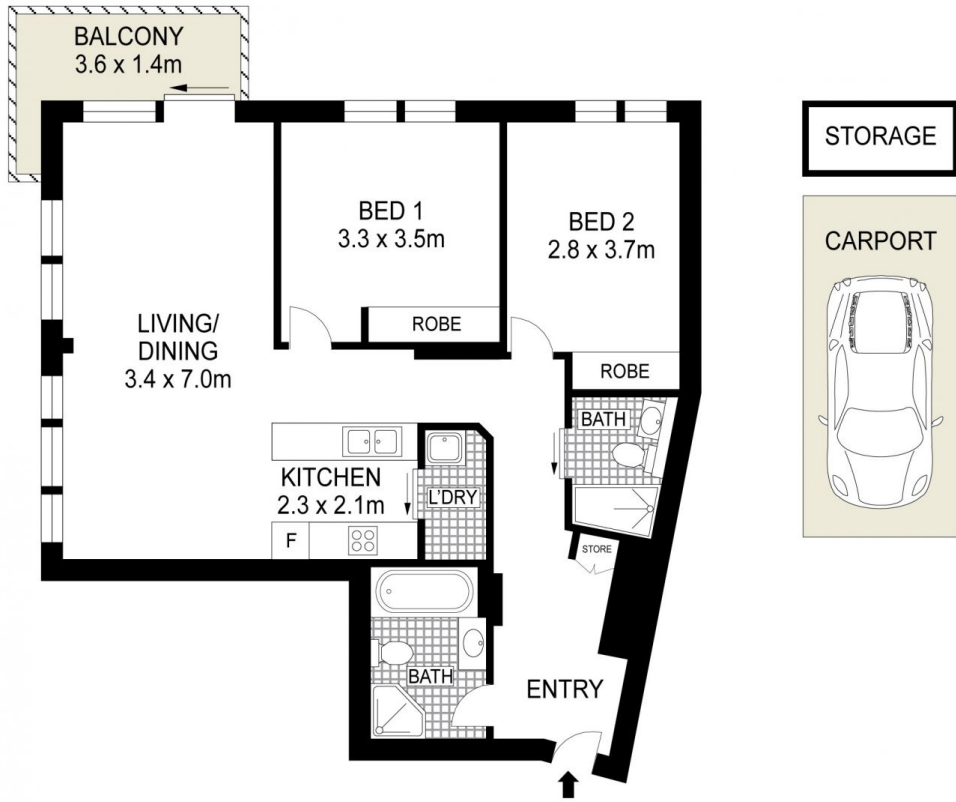 BALCONY
3.6 x 1.4m
STORAGE
BED 1
3.3 x 3.5m
BED 2
2.8 x 3.7m
CARPORT
LIVING/
DINING
3.4 x 7.0m
ROBE
ROBE
BATH
KITCHEN
2.3 x 2.1m
L'DRY
F
STORE
BATH
ENTRY